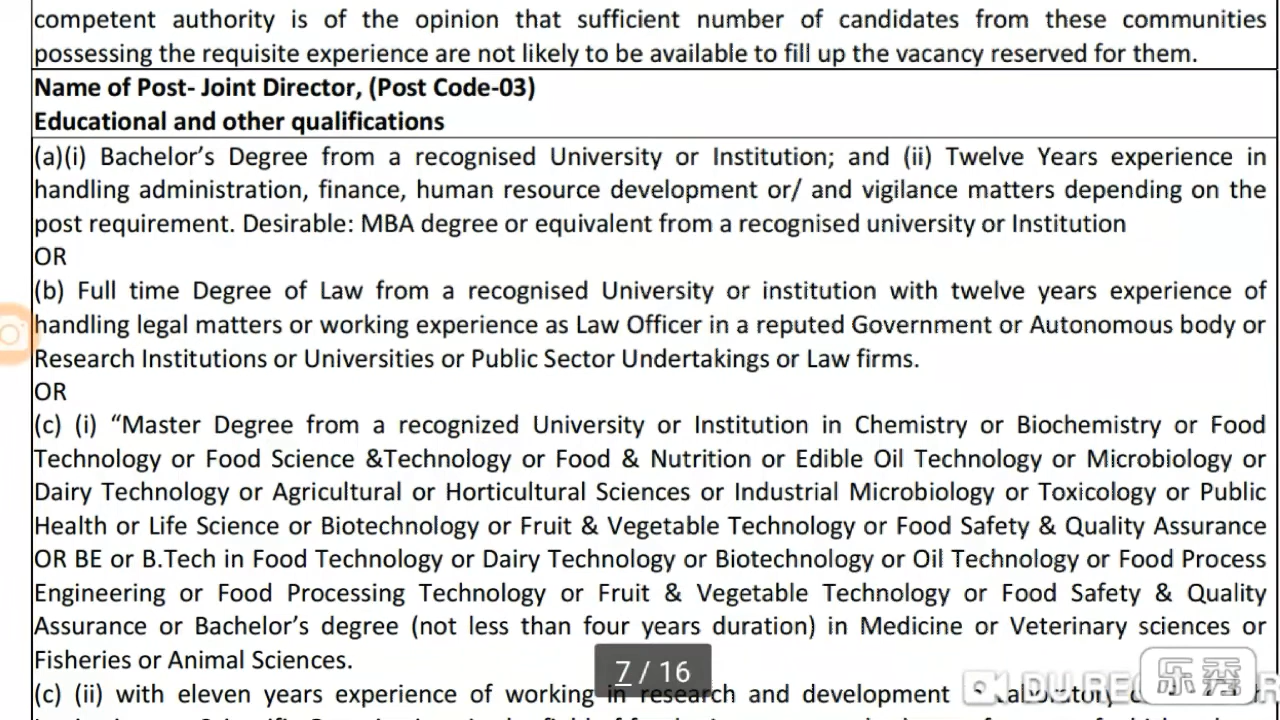 competent authority is of the opinion that sufficient number of candidates from these communities
possessing the requisite experience are not likely to be available to fill up the vacancy reserved for them.
Name of Post- Joint Director, (Post Code-03)
Educational and other qualifications
(a)(i) Bachelor’s Degree from a recognised University or Institution; and (ii) Twelve Years experience in
handling administration, finance, human resource development or/ and vigilance matters depending on the
post requirement. Desirable: MBA degree or equivalent from a recognised university or Institution
OR
(b) Full time Degree of Law from a recognised University or institution with twelve years experience of
handling legal matters or working experience as Law Officer in a reputed Government or Autonomous body or
Research Institutions or Universities or Public Sector Undertakings or Law firms.
OR
(c) (i) “Master Degree from a recognized University or Institution in Chemistry or Biochemistry or Food
Technology or Food Science &Technology or Food & Nutrition or Edible Oil Technology or Microbiology or
Dairy Technology or Agricultural or Horticultural Sciences or Industrial Microbiology or Toxicology or Public
Health or Life Science or Biotechnology or Fruit & Vegetable Technology or Food Safety & Quality Assurance
OR BE or B.Tech in Food Technology or Dairy Technology or Biotechnology or Oil Technology or Food Process
Engineering or Food Processing Technology or Fruit & Vegetable Technology or Food Safety & Quality
Assurance or Bachelor’s degree (not less than four years duration) in Medicine or Veterinary sciences or
Fisheries or Animal Sciences.
7 / 16
(c) (ii) with eleven years experience of working in research and development
DU RE
乐秀